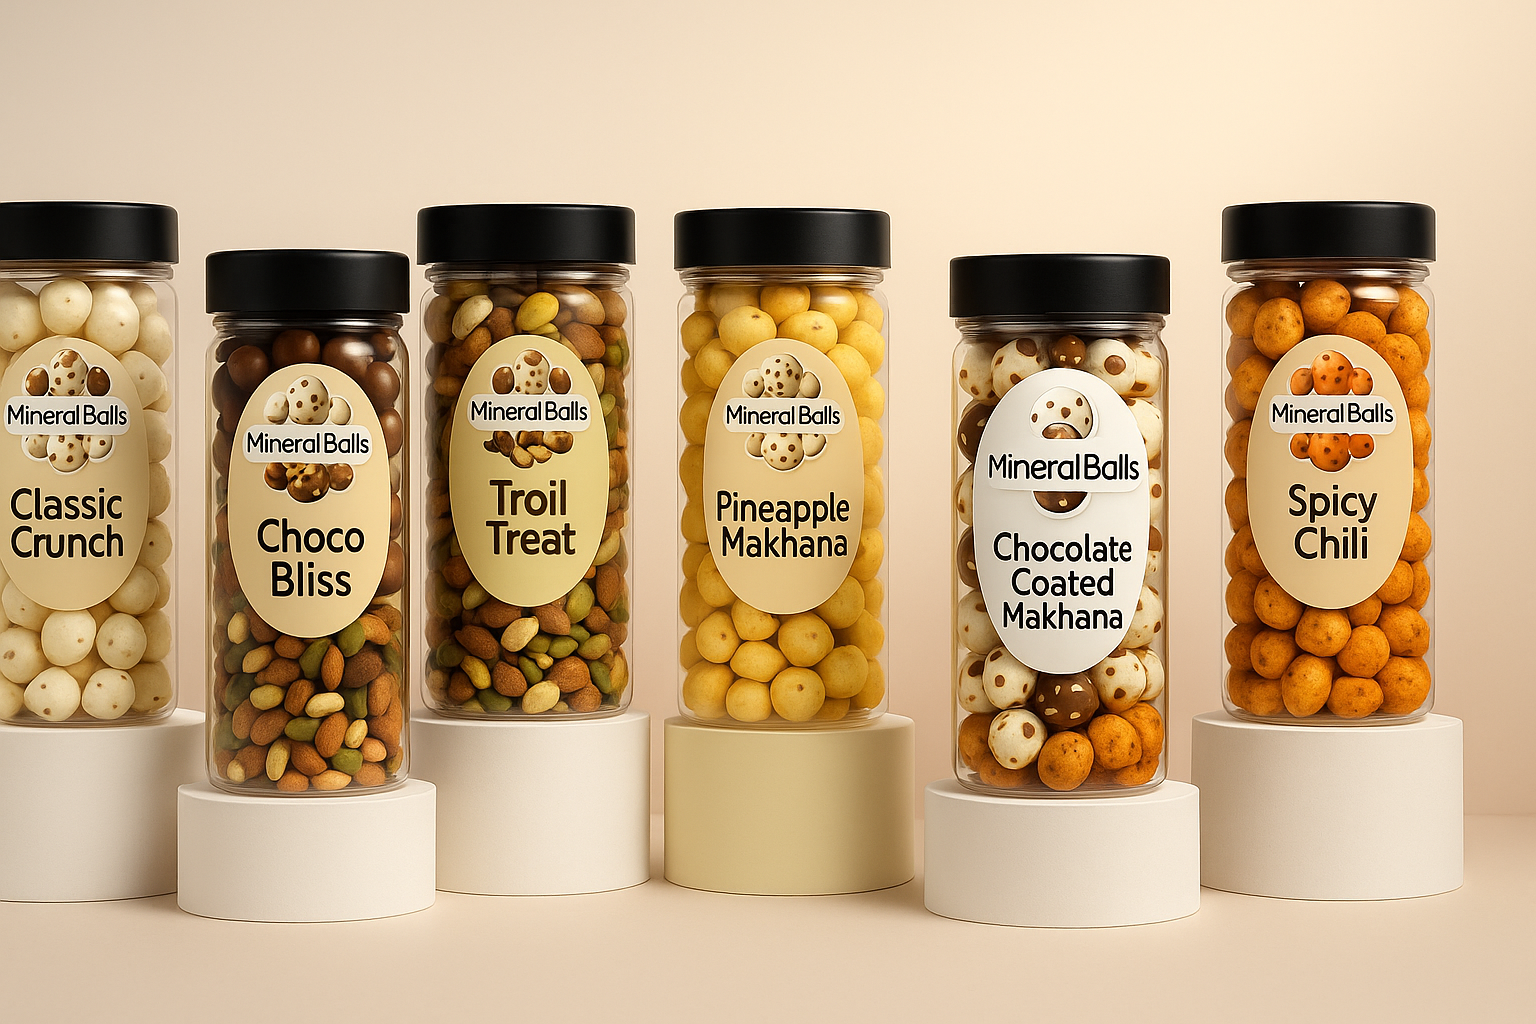 Mineral Balls
Classic
Crunch
Mineral Balls
Choco
Bliss
Mineral Balls
Troil
Treat
Mineral Balls
Pineapple
Makhana
Mineral Balls
Chocolate
Coated
Makhana
Mineral Balls
Spicy
Chili